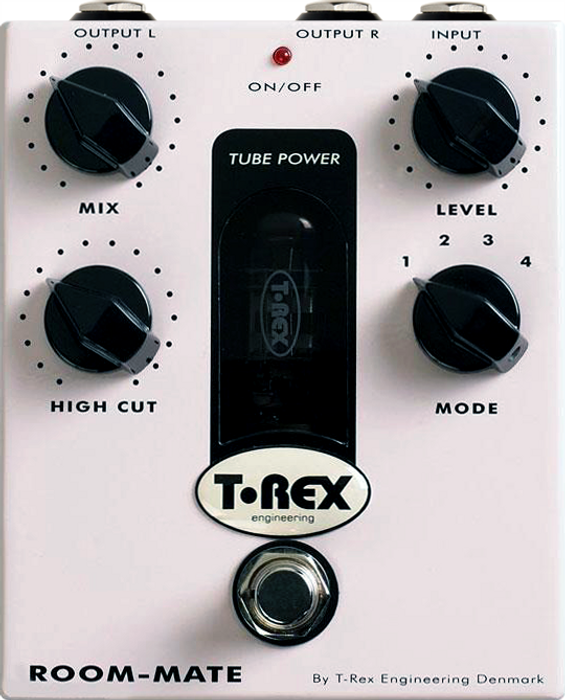 OUTPUT L
OUTPUT R
INPUT
ON/OFF
TUBE POWER
MIX
LEVEL
1 2 3 4
T-REX
HIGH CUT
MODE
T•REX
engineering
ROOM-MATE
By T-Rex Engineering Denmark